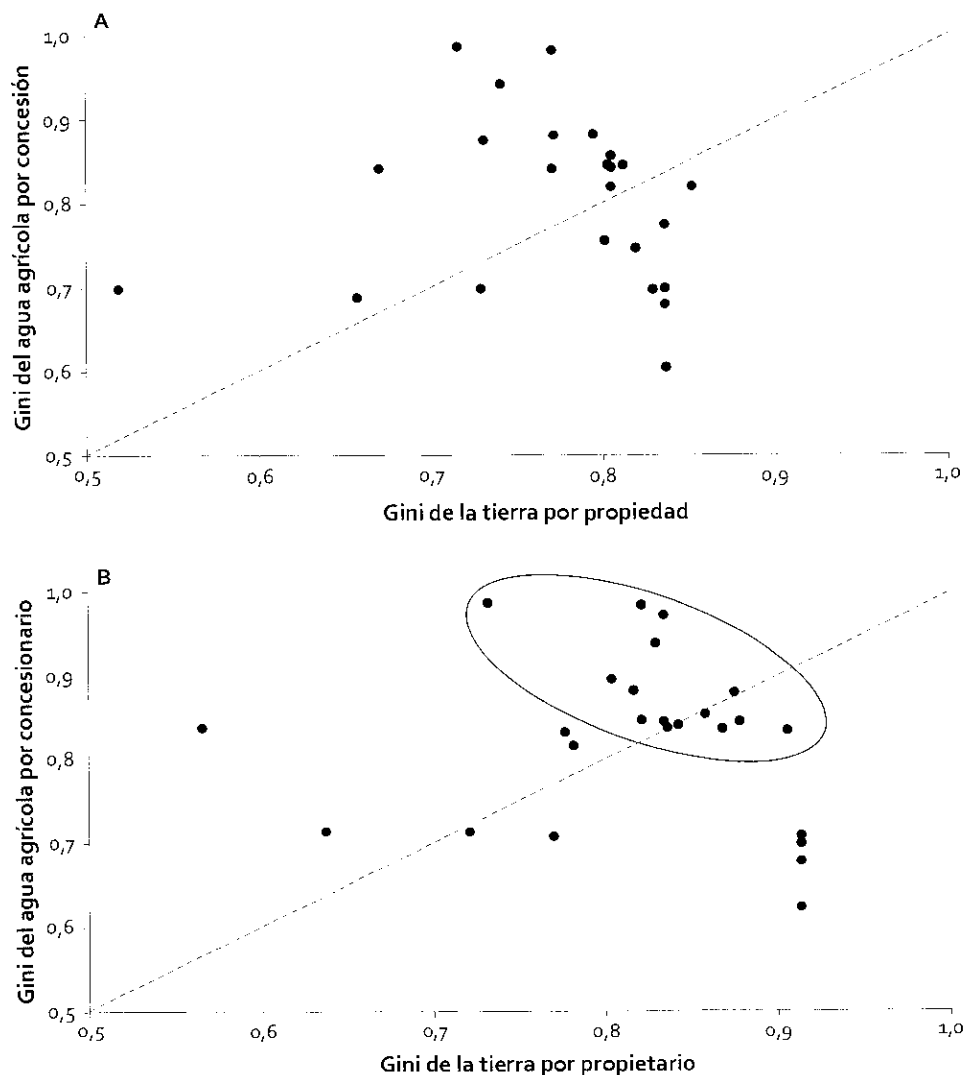 A
1,0
0,9
0,8
0,7
0,6
0,5
Gini del agua agrícola por concesión
0,5 0,6 0,7 0,8 0,9 1,0
Gini de la tierra por propiedad
B
1,0
0,9
0,8
0,7
0,6
0,5
Gini del agua agrícola por concesionario
0,5 0,6 0,7 0,8 0,9 1,0
Gini de la tierra por propietario